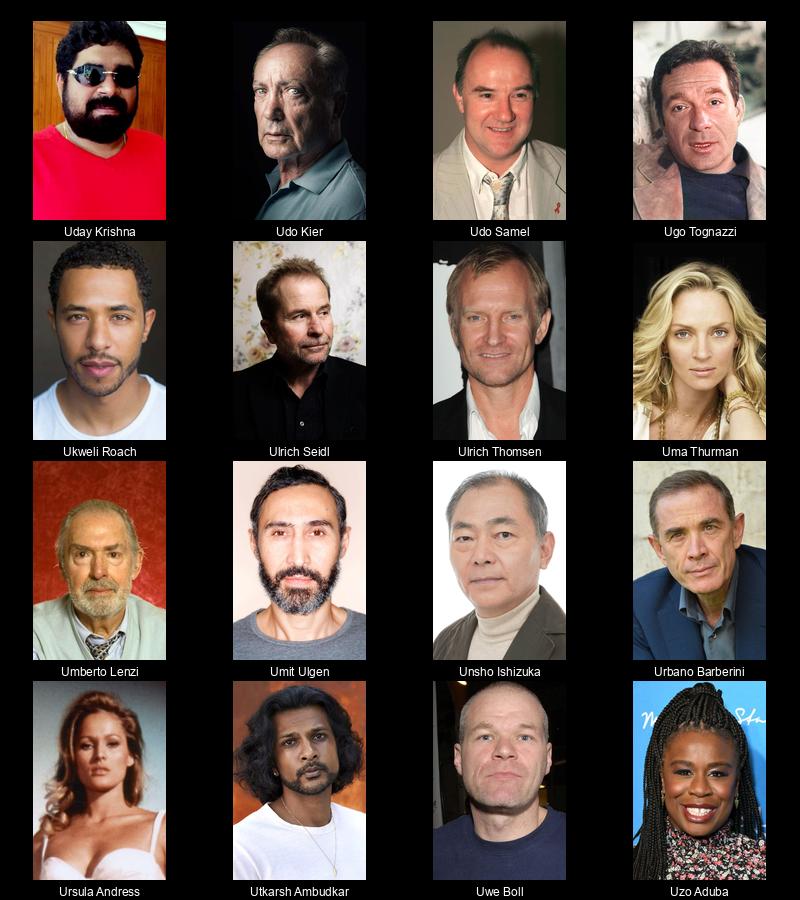 Uday Krishna
Udo Kier
Udo Samel
Ugo Tognazzi
Ukweli Roach
Ulrich Seidl
Ulrich Thomsen
Uma Thurman
Umberto Lenzi
Umit Ulgen
Unsho Ishizuka
Urbano Barberini
Ursula Andress
Utkarsh Ambudkar
Uwe Boll
Uzo Aduba